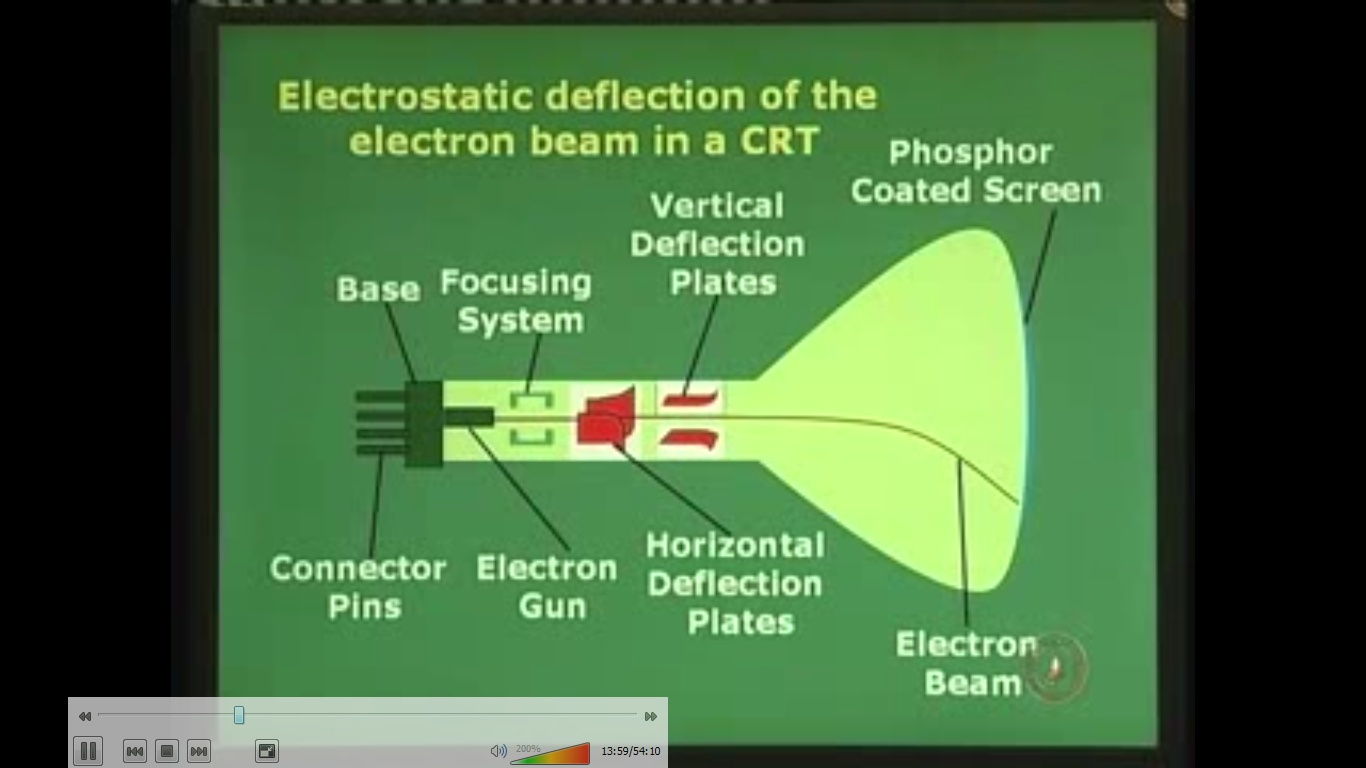 Electrostatic deflection of the
electron beam in a CRT
Phosphor
Coated Screen
Vertical
Deflection
Plates
Base
Focusing
System
Connector
Pins
Electron
Gun
Horizontal
Deflection
Plates
Electron
Beam
200%
13:59/54:10